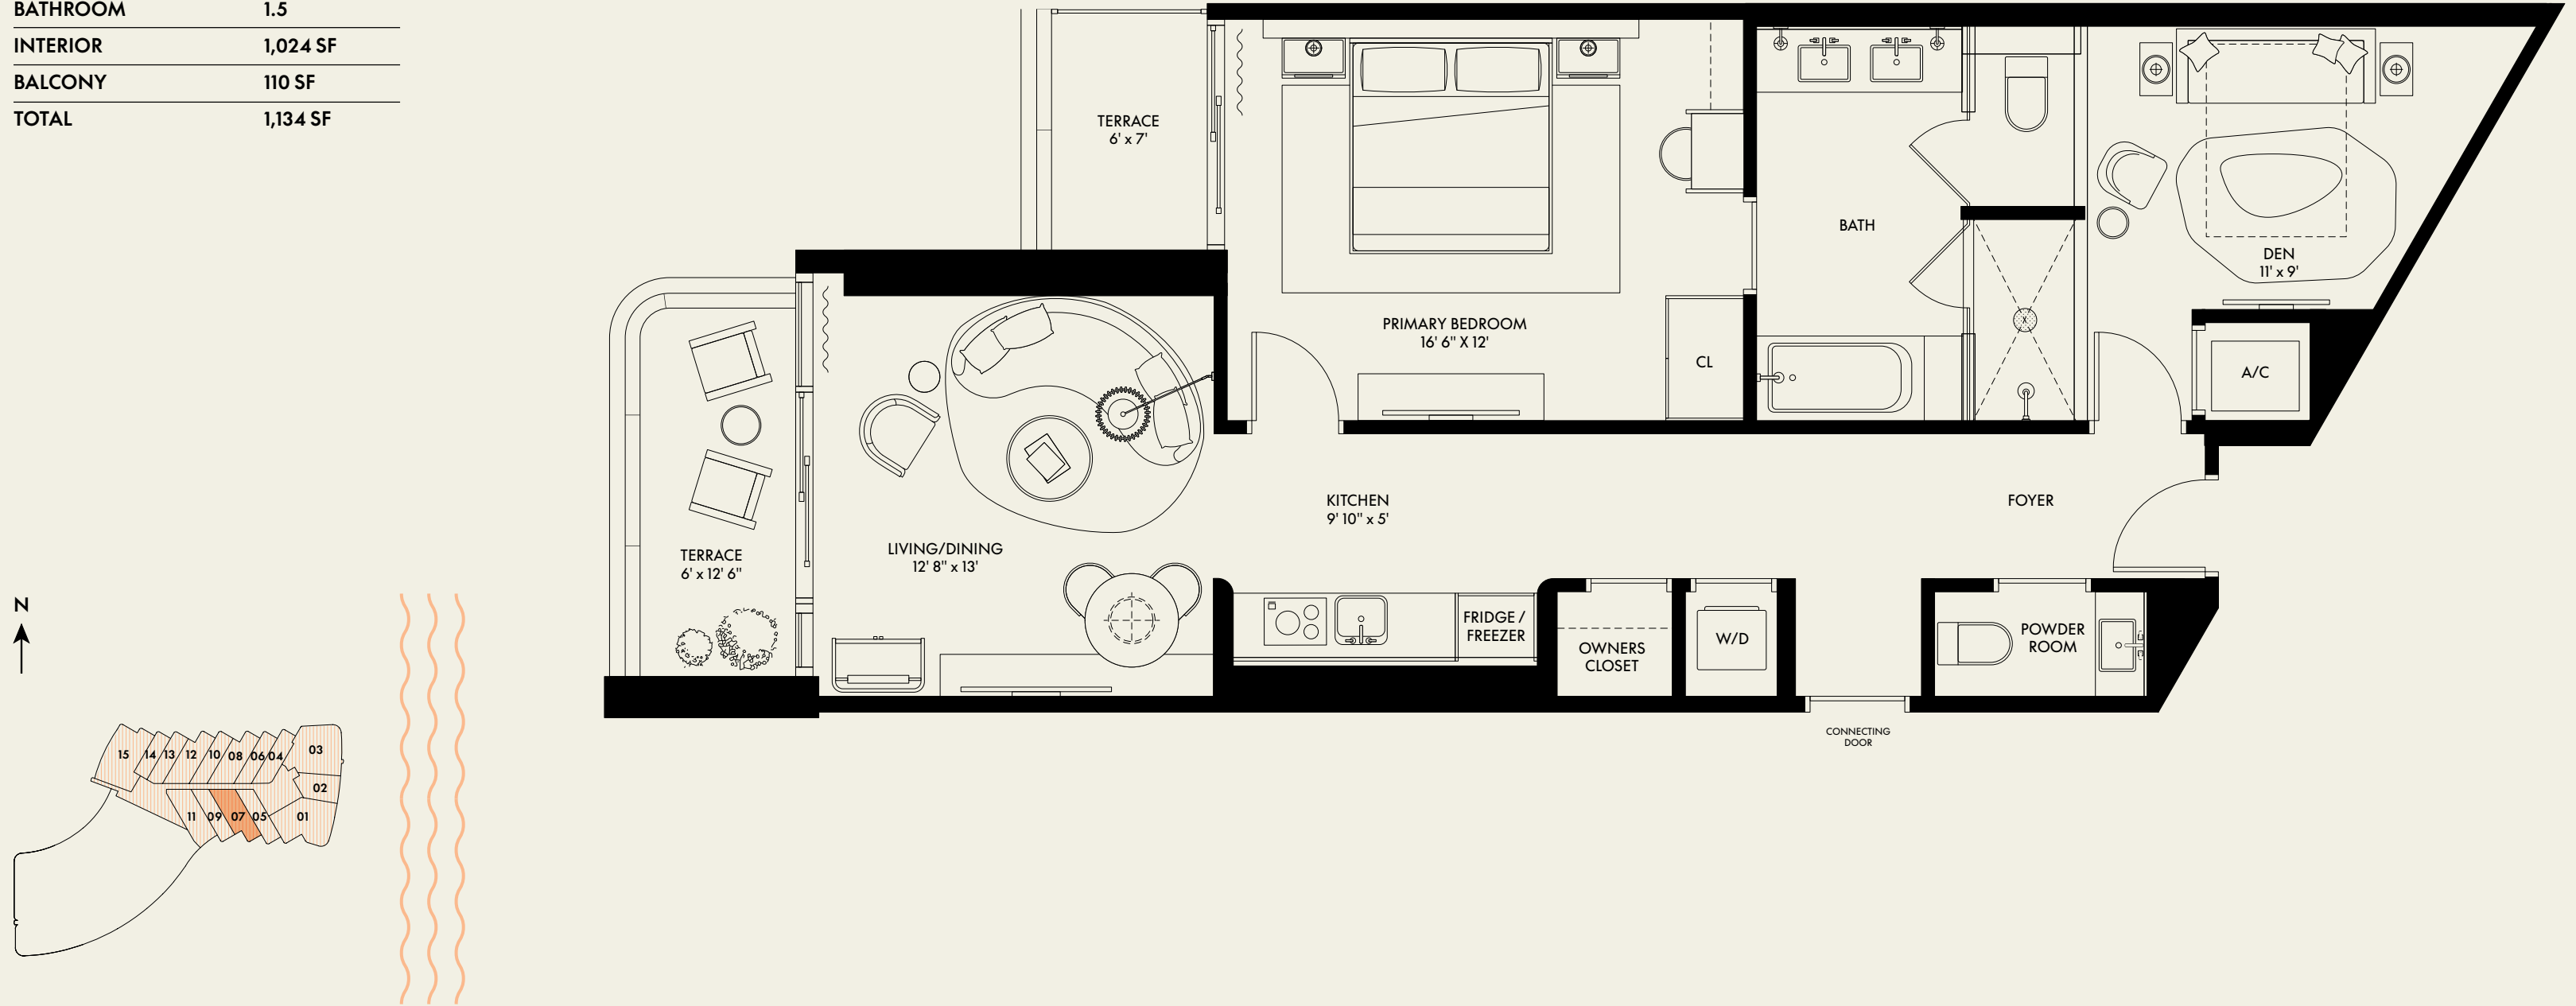 BATHROOM 1.5
INTERIOR 1,024 SF
BALCONY 110 SF
TOTAL 1,134 SF
TERRACE
6' x 7'
PRIMARY BEDROOM
16' 6" X 12'
CL
BATH
DEN
11' x 9'
A/C
TERRACE
6' x 12' 6"
LIVING/DINING
12' 8" x 13'
KITCHEN
9' 10" x 5'
FOYER
FRIDGE /
FREEZER
OWNERS
CLOSET
W/D
POWDER
ROOM
CONNECTING
DOOR
N
15 14 13 12 10 08 06 04 03
02
11 09 07 05 01